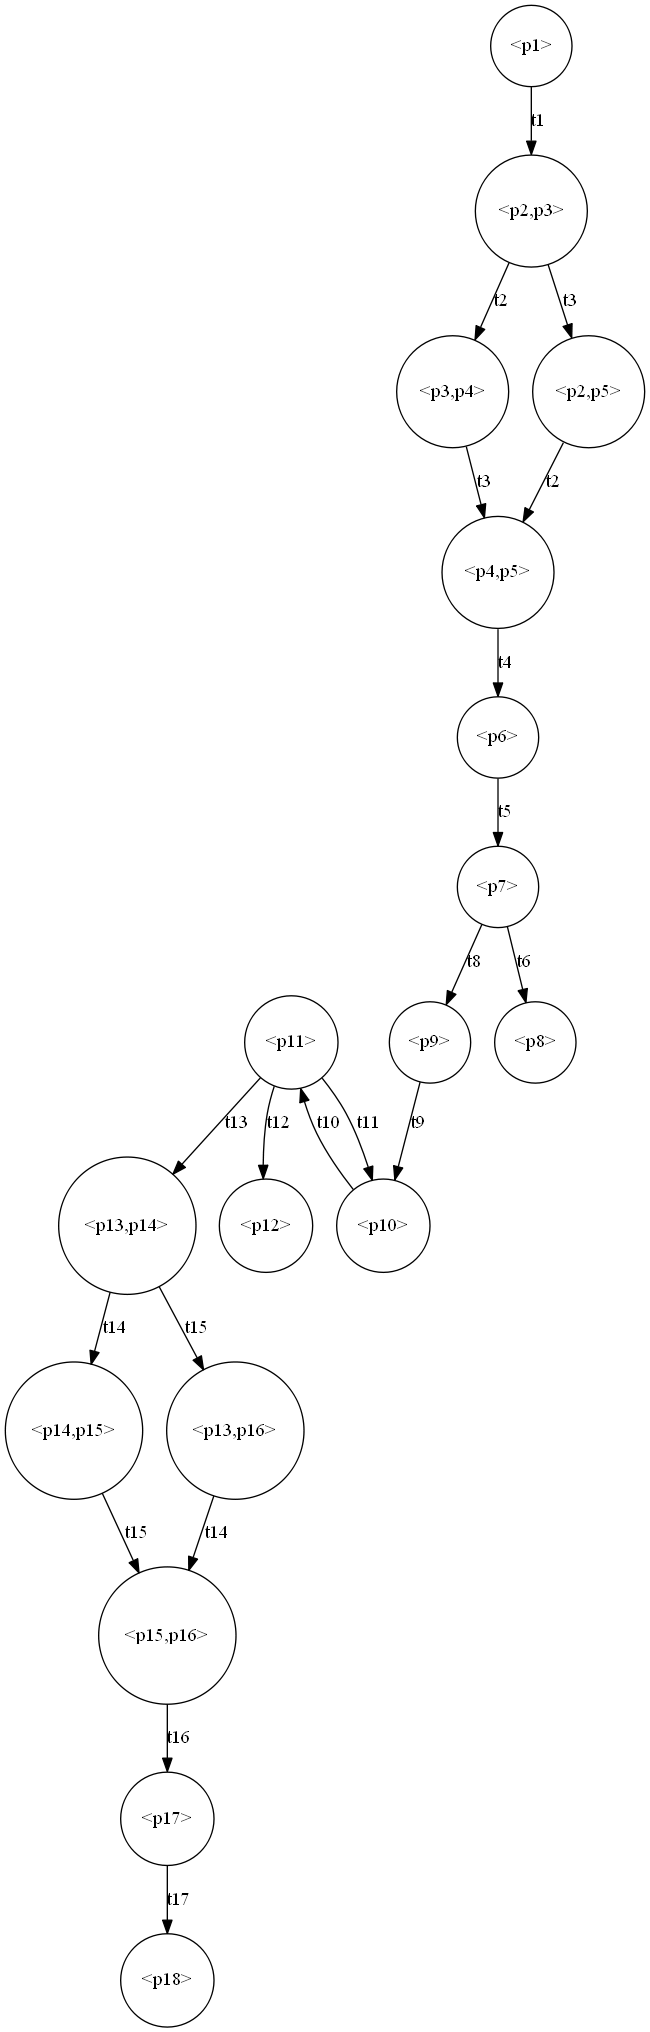 <p1>
t1
<p2,p3>
t2
t3
<p3,p4>
<p2,p5>
t3
t2
<p4,p5>
t4
<p6>
t5
<p7>
t8
t6
<p11>
<p9>
<p8>
t13
t12
t10
t11
t9
<p13,p14>
<p12>
<p10>
t14
t15
<p14,p15>
<p13,p16>
t15
t14
<p15,p16>
t16
<p17>
t17
<p18>